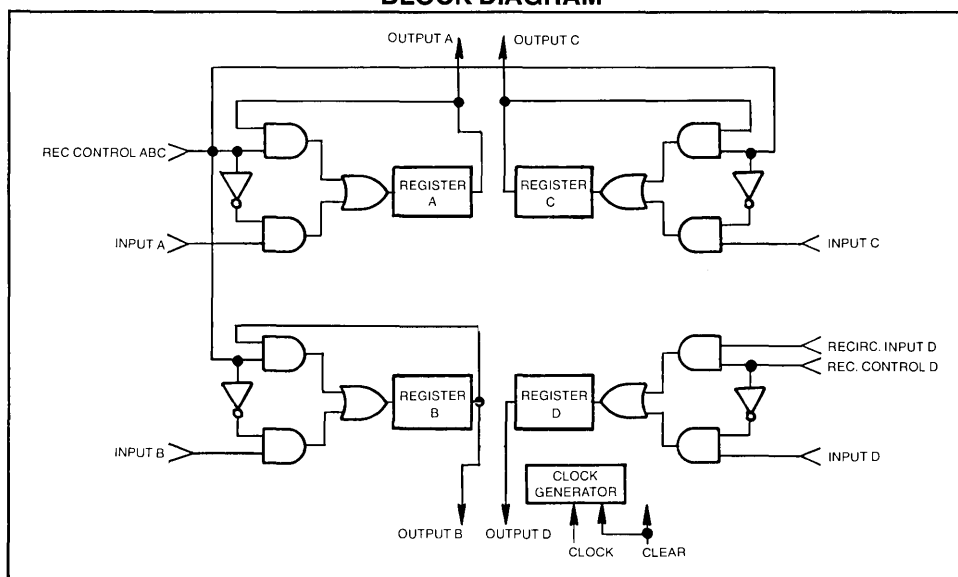 BLOCK DIAGRAM
OUTPUT A
OUTPUT C
REC CONTROL ABC
REGISTER
A
REGISTER
C
INPUT A
INPUT C
RECIRC. INPUT D
REC. CONTROL D
REGISTER
B
REGISTER
D
INPUT B
INPUT D
CLOCK
GENERATOR
OUTPUT B
OUTPUT D
CLOCK
CLEAR